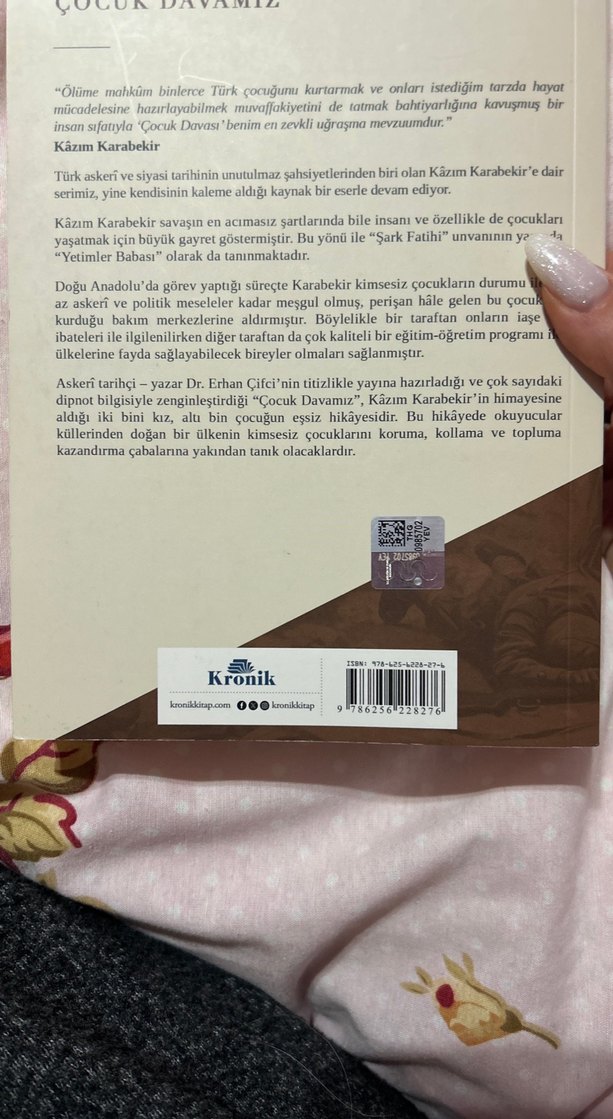 ÇOCUK DAVAMIZ
“Ölüme mahkûm binlerce Türk çocuğunu kurtarmak ve onları istediğim tarzda hayat
mücadelesine hazırlayabilmek muvaffakiyetini de tatmak bahtiyarlığına kavuşmuş bir
insan sıfatıyla ‘Çocuk Davası’ benim en zevkli uğraşma mevzuumdur.”
Kâzım Karabekir
Türk askerî ve siyasi tarihinin unutulmaz şahsiyetlerinden biri olan Kâzım Karabekir’e dair
serimiz, yine kendisinin kaleme aldığı kaynak bir eserle devam ediyor.
Kâzım Karabekir savaşın en acımasız şartlarında bile insanı ve özellikle de çocukları
yaşatmak için büyük gayret göstermiştir. Bu yönü ile “Şark Fatihi” unvanının
“Yetimler Babası” olarak da tanınmaktadır.
Doğu Anadolu’da görev yaptığı süreçte Karabekir kimsesiz çocukların durumu
az askerî ve politik meseleler kadar meşgul olmuş, perişan hâle gelen bu
kurduğu bakım merkezlerine aldırmıştır. Böylelikle bir taraftan onların iaşe
ibateleri ile ilgilenilirken diğer taraftan da çok kaliteli bir eğitim-öğretim programı
ülkelerine fayda sağlayabilecek bireyler olmaları sağlanmıştır.
Askerî tarihçi – yazar Dr. Erhan Çifci’nin titizlikle yayına hazırladığı ve çok sayıdaki
dipnot bilgisiyle zenginleştirdiği “Çocuk Davamız”, Kâzım Karabekir’in himayesine
aldığı iki bini kız, altı bin çocuğun eşsiz hikâyesidir. Bu hikâyede okuyucular
küllerinden doğan bir ülkenin kimsesiz çocuklarını koruma, kollama ve topluma
kazandırma çabalarına yakından tanık olacaklardır.
THG
0985702
YEV
Kronik
kronikkitap.com
kronikkitap
ISBN: 978-625-6228-27-6
9 786256 228276